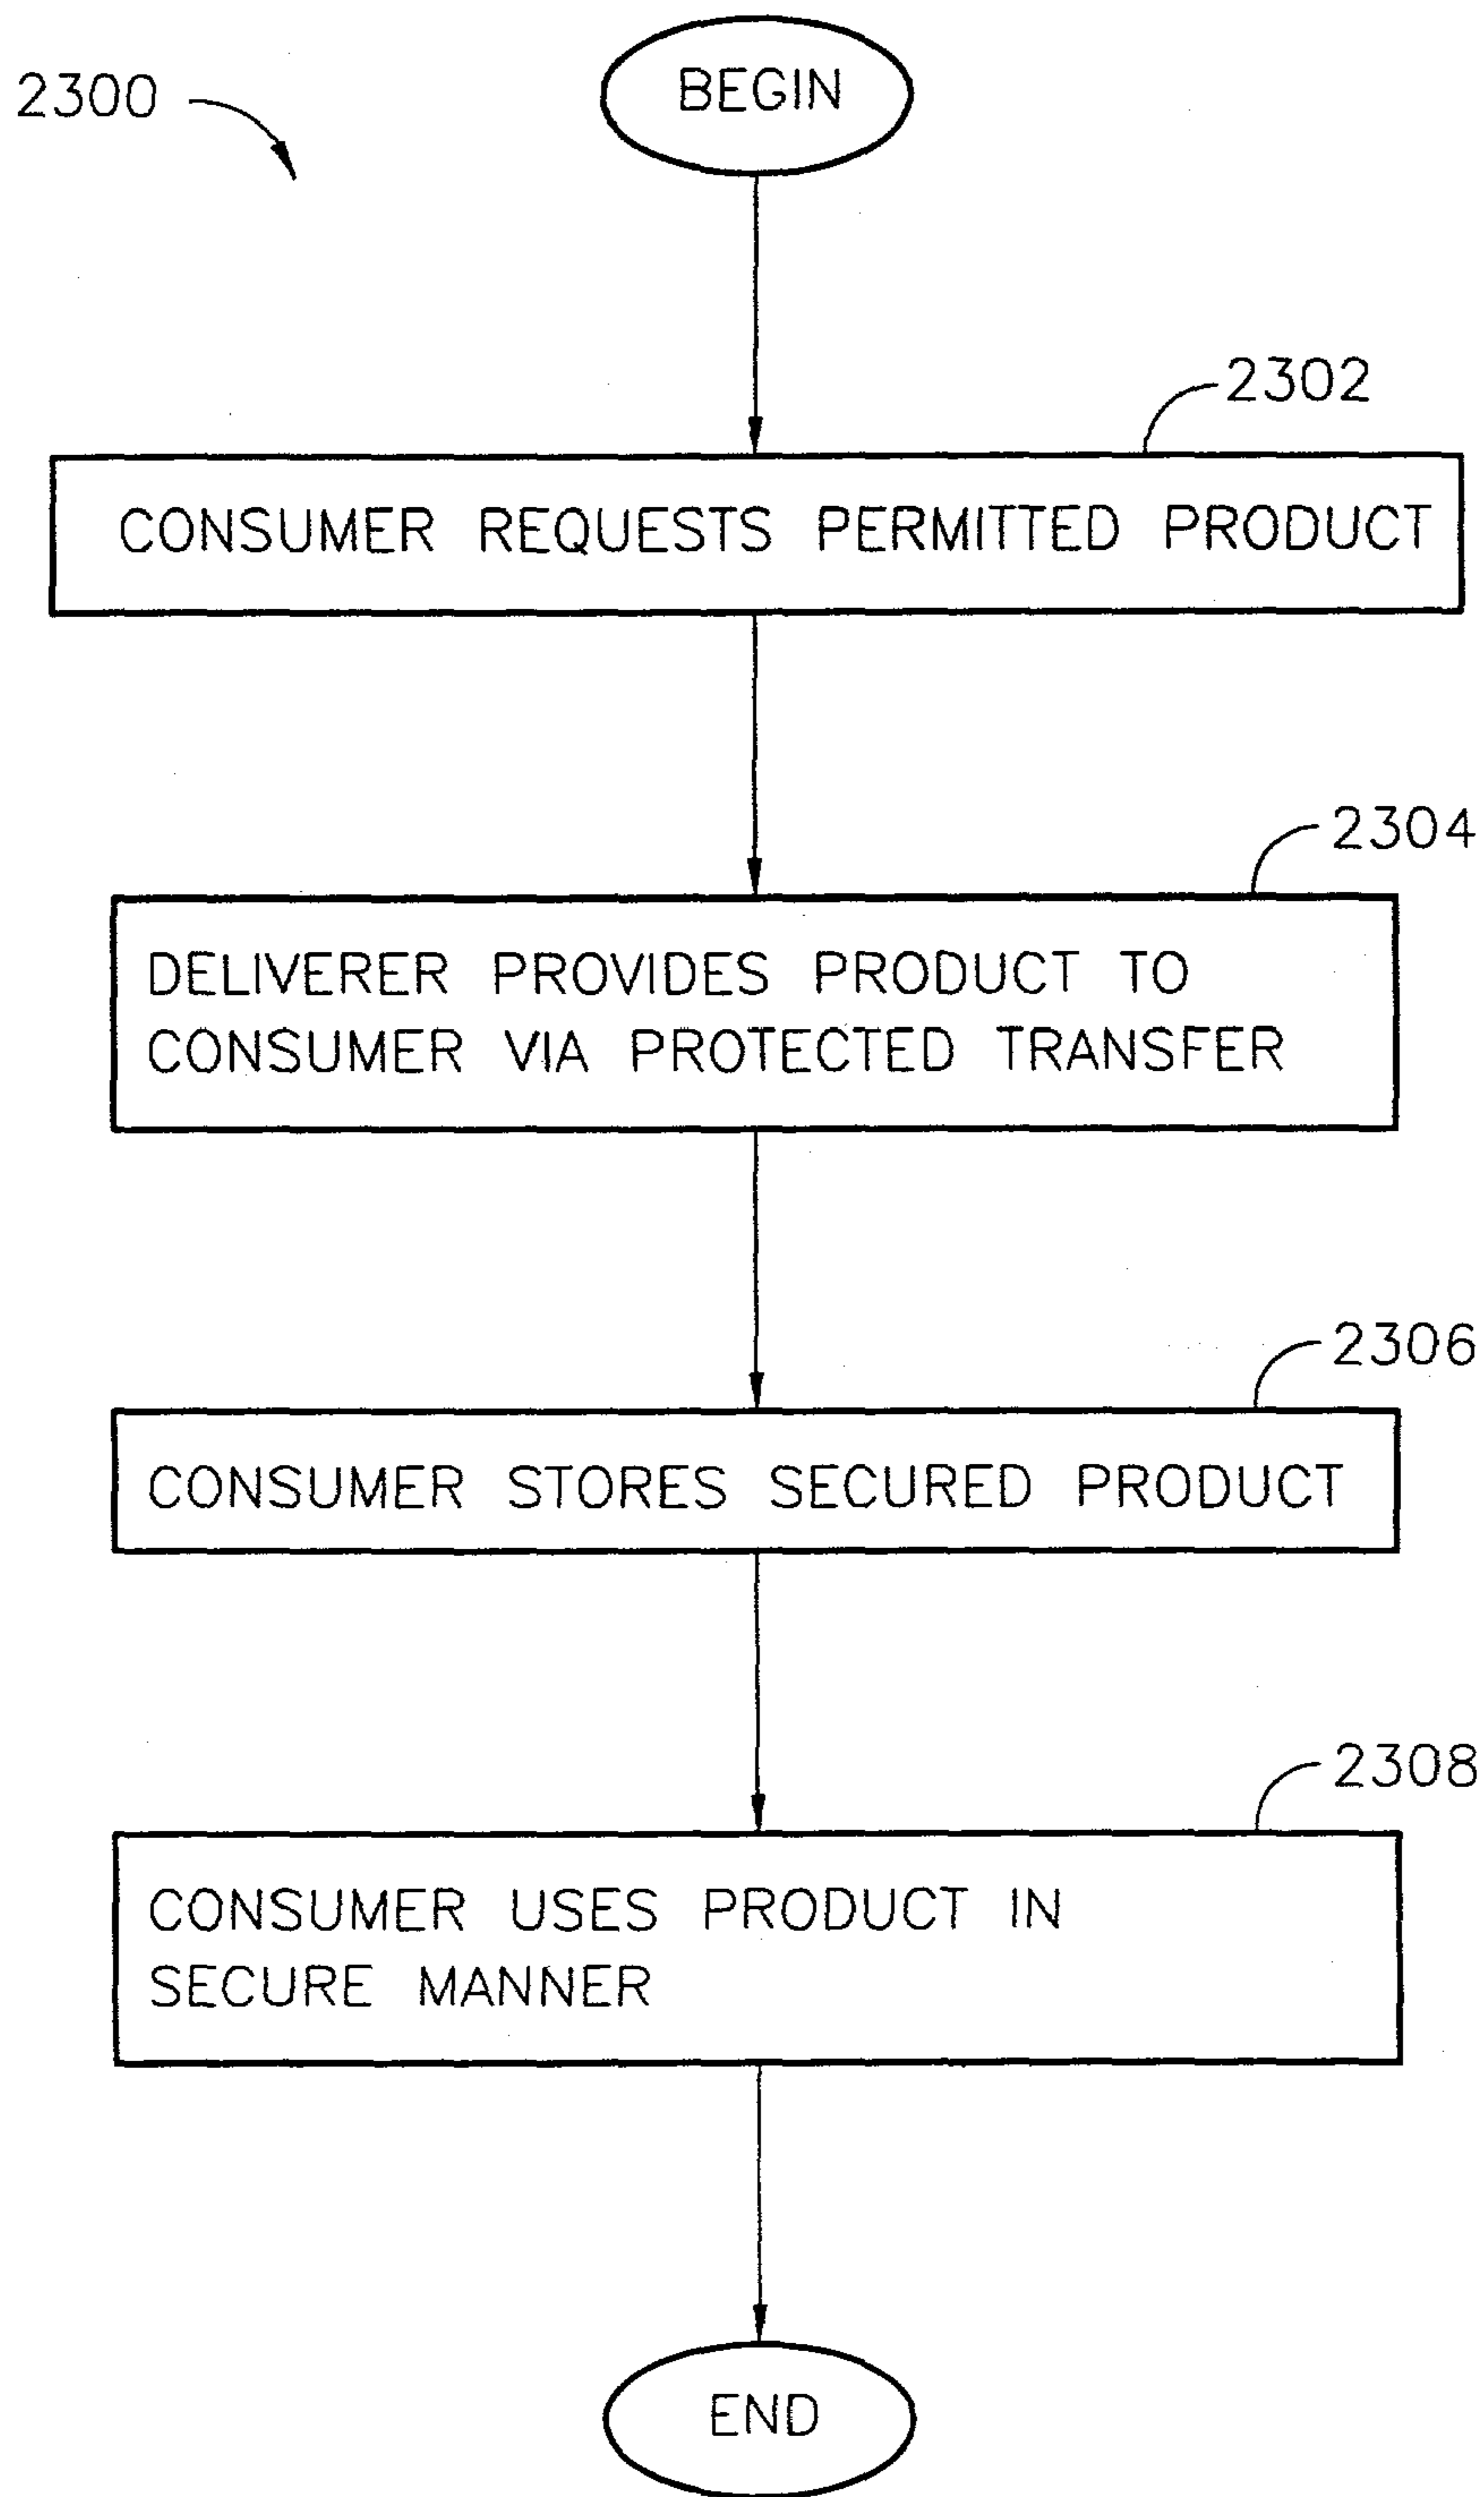 BEGIN
2300
2302
CONSUMER REQUESTS PERMITTED PRODUCT
2304
DELIVERER PROVIDES PRODUCT TO
CONSUMER VIA PROTECTED TRANSFER
2306
CONSUMER STORES SECURED PRODUCT
2308
CONSUMER USES PRODUCT IN
SECURE MANNER
END